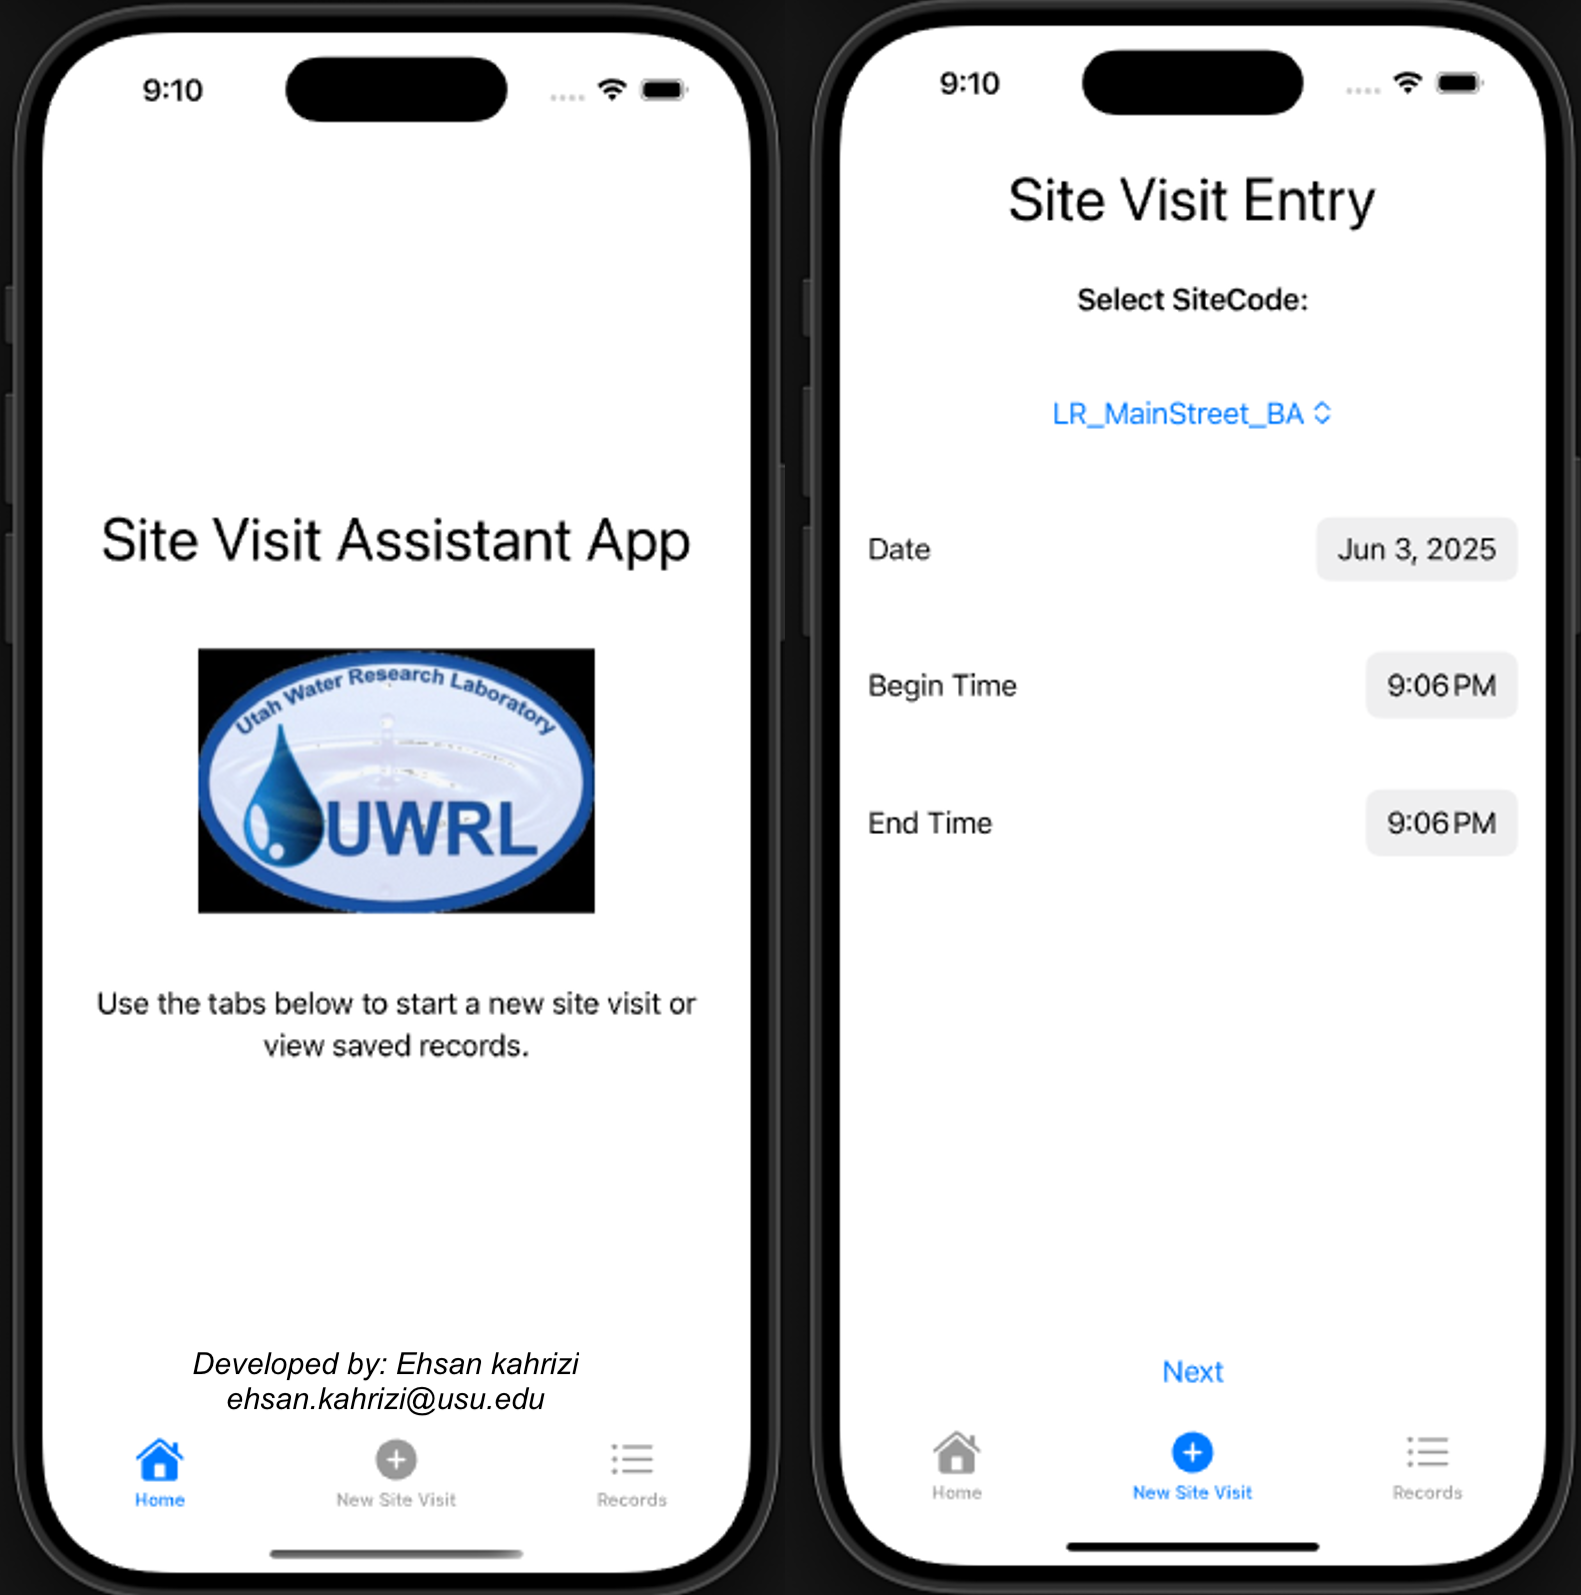 9:10
Site Visit Assistant App
Utah Water Research Laboratory
UWRL
Use the tabs below to start a new site visit or
view saved records.
Developed by: Ehsan kahrizi
ehsan.kahrizi@usu.edu
Home
New Site Visit
Records
9:10
Site Visit Entry
Select SiteCode:
LR_MainStreet_BA
Date
Jun 3, 2025
Begin Time
9:06 PM
End Time
9:06 PM
Next
Home
New Site Visit
Records